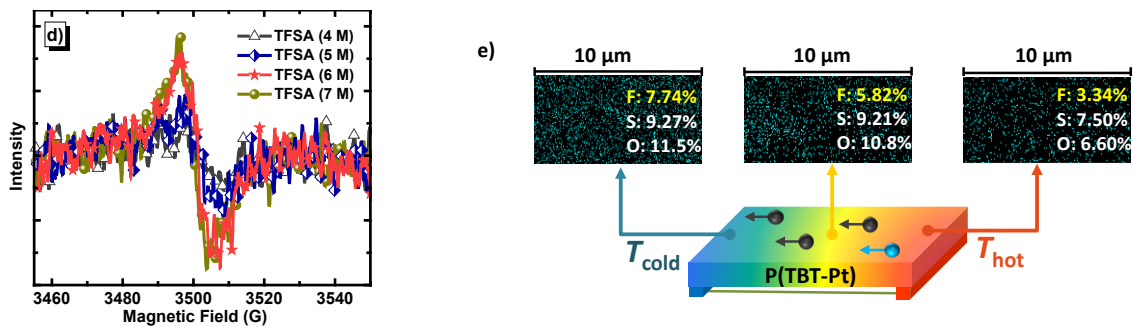 d)
TFSA (4 M)
TFSA (5 M)
TFSA (6 M)
TFSA (7 M)
Intensity
3460 3480 3500 3520 3540
Magnetic Field (G)
e)
10 μm 10 μm 10 μm
F: 7.74%
S: 9.27%
O: 11.5%
F: 5.82%
S: 9.21%
O: 10.8%
F: 3.34%
S: 7.50%
O: 6.60%
Tcold
Thot
P(TBT-Pt)